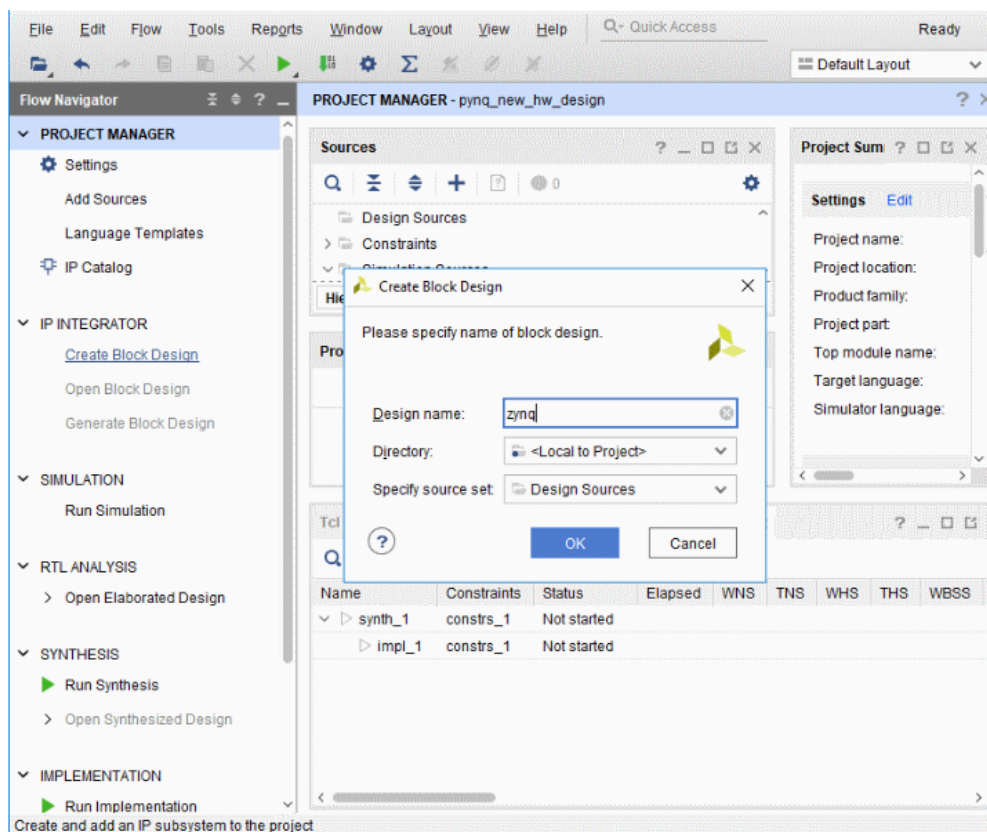 File Edit Flow Tools Reports Window Layout View Help Quick Access Ready
Default Layout
Flow Navigator ? PROJECT MANAGER - pynq_new_hw_design ?
PROJECT MANAGER
Settings
Add Sources
Language Templates
IP Catalog
IP INTEGRATOR
Create Block Design
Open Block Design
Generate Block Design
SIMULATION
Run Simulation
RTL ANALYSIS
Open Elaborated Design
SYNTHESIS
Run Synthesis
Open Synthesized Design
IMPLEMENTATION
Run Implementation
Sources ?
? 0
Design Sources
Constraints
Simulation Sources
Hie
Pro
Project Sum ?
Settings Edit
Project name:
Project location:
Product family:
Project part:
Top module name:
Target language:
Simulator language:
Create Block Design
Please specify name of block design.
Design name: zynq
Directory: <Local to Project>
Specify source set: Design Sources
? OK Cancel
Tcl ?
Name Constraints Status Elapsed WNS TNS WHS THS WBSS
synth_1 constrs_1 Not started
impl_1 constrs_1 Not started
Create and add an IP subsystem to the project